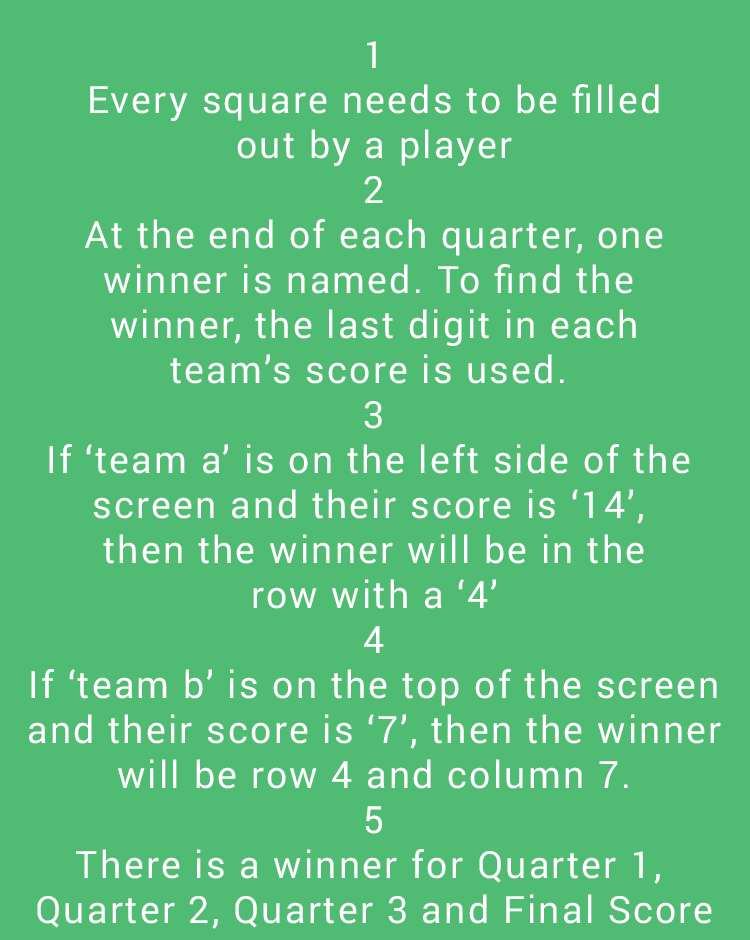 1
Every square needs to be filled
out by a player
2
At the end of each quarter, one
winner is named. To find the
winner, the last digit in each
team’s score is used.
3
If ‘team a’ is on the left side of the
screen and their score is ‘14’,
then the winner will be in the
row with a ‘4’
4
If ‘team b’ is on the top of the screen
and their score is ‘7’, then the winner
will be row 4 and column 7.
5
There is a winner for Quarter 1,
Quarter 2, Quarter 3 and Final Score